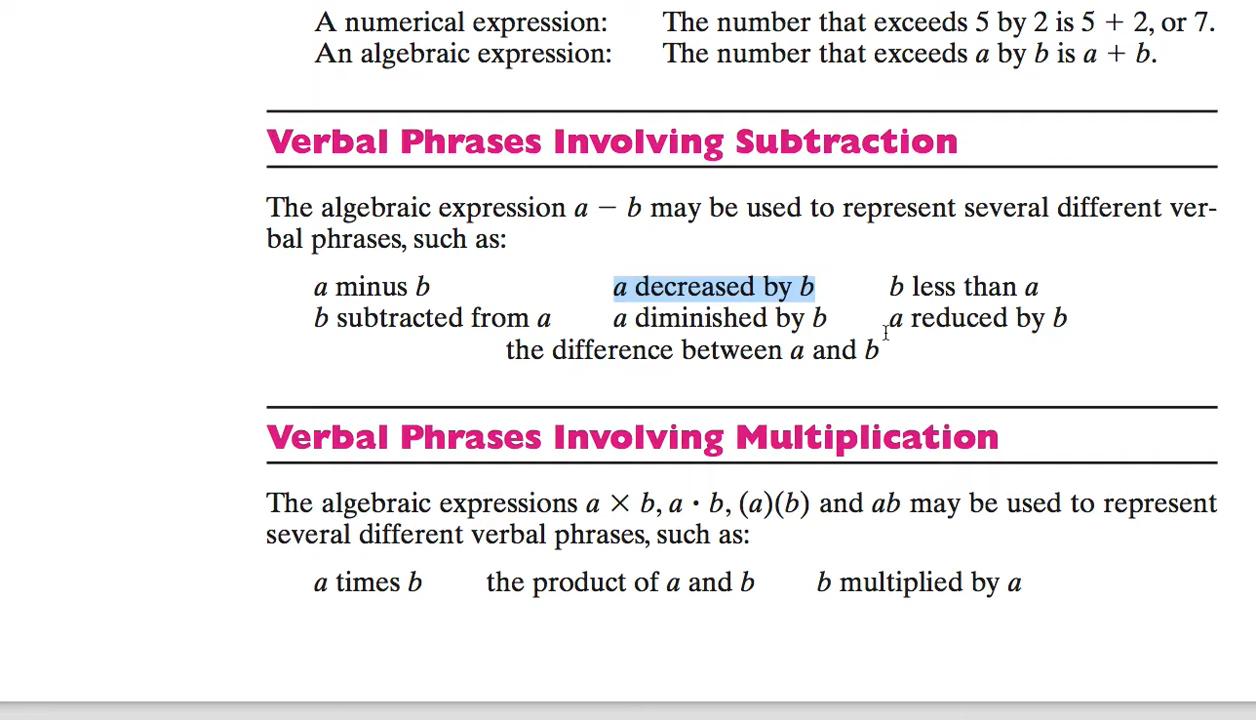 A numerical expression: The number that exceeds 5 by 2 is 5 + 2, or 7.
An algebraic expression: The number that exceeds a by b is a + b.
Verbal Phrases Involving Subtraction
The algebraic expression a − b may be used to represent several different ver-
bal phrases, such as:
a minus b a decreased by b b less than a
b subtracted from a a diminished by b a reduced by b
the difference between a and b
Verbal Phrases Involving Multiplication
The algebraic expressions a × b, a · b, (a)(b) and ab may be used to represent
several different verbal phrases, such as:
a times b the product of a and b b multiplied by a